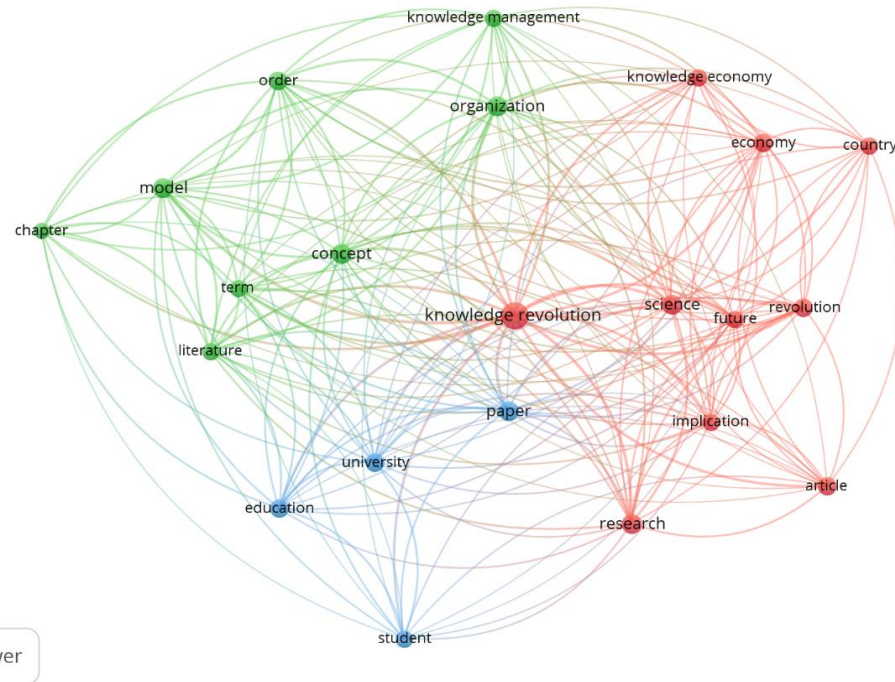 knowledge management
order
knowledge economy
organization
economy
country
model
chapter
concept
term
science
revolution
knowledge revolution
future
literature
paper
implication
university
article
education
research
student